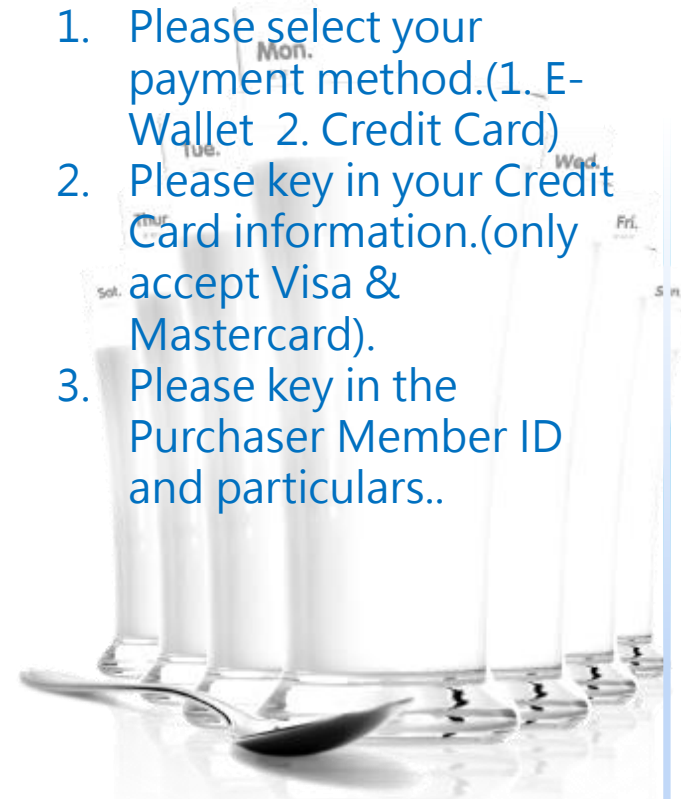 1. Please select your
Mon.
payment method.(1. E-
Wallet 2. Credit Card)
Tue.
Wed.
2. Please key in your Credit
Thur.
Fri.
Card information.(only
Sat.
accept Visa &
Mastercard).
3. Please key in the
Purchaser Member ID
and particulars..